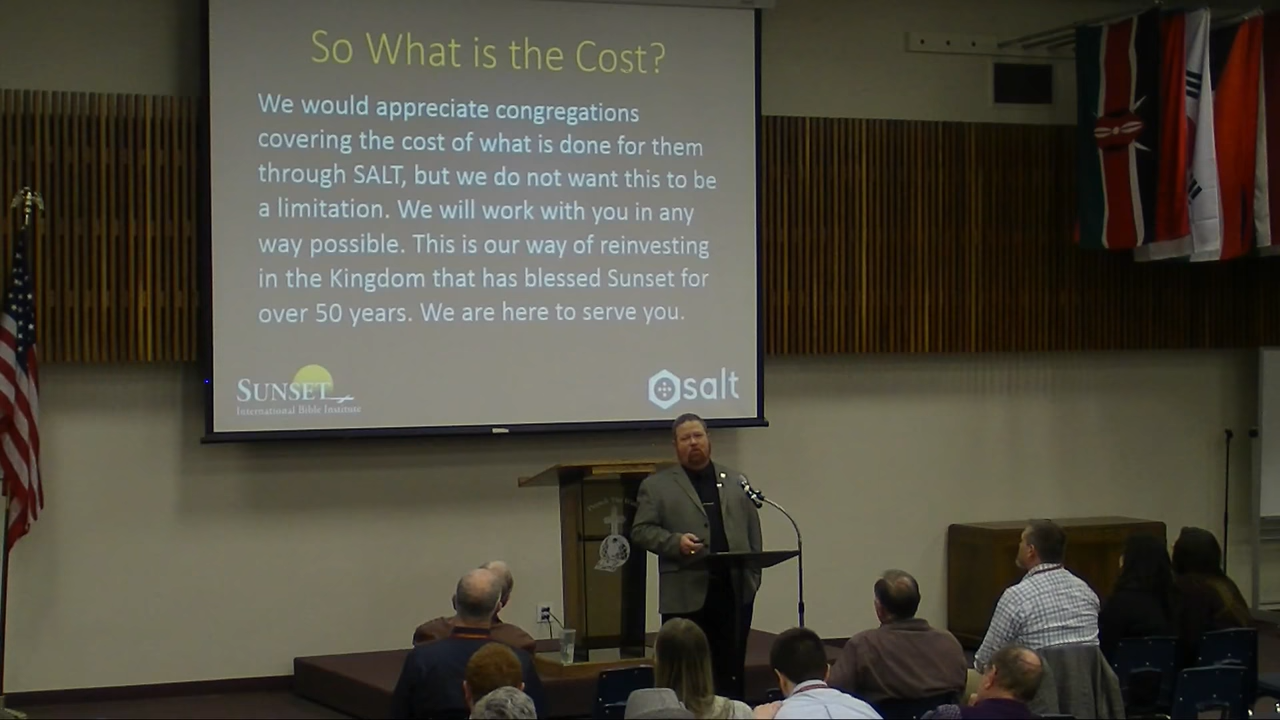 So What is the Cost?
We would appreciate congregations
covering the cost of what is done for them
through SALT, but we do not want this to be
a limitation. We will work with you in any
way possible. This is our way of reinvesting
in the Kingdom that has blessed Sunset for
over 50 years. We are here to serve you.
SUNSET
International Bible Institute
salt